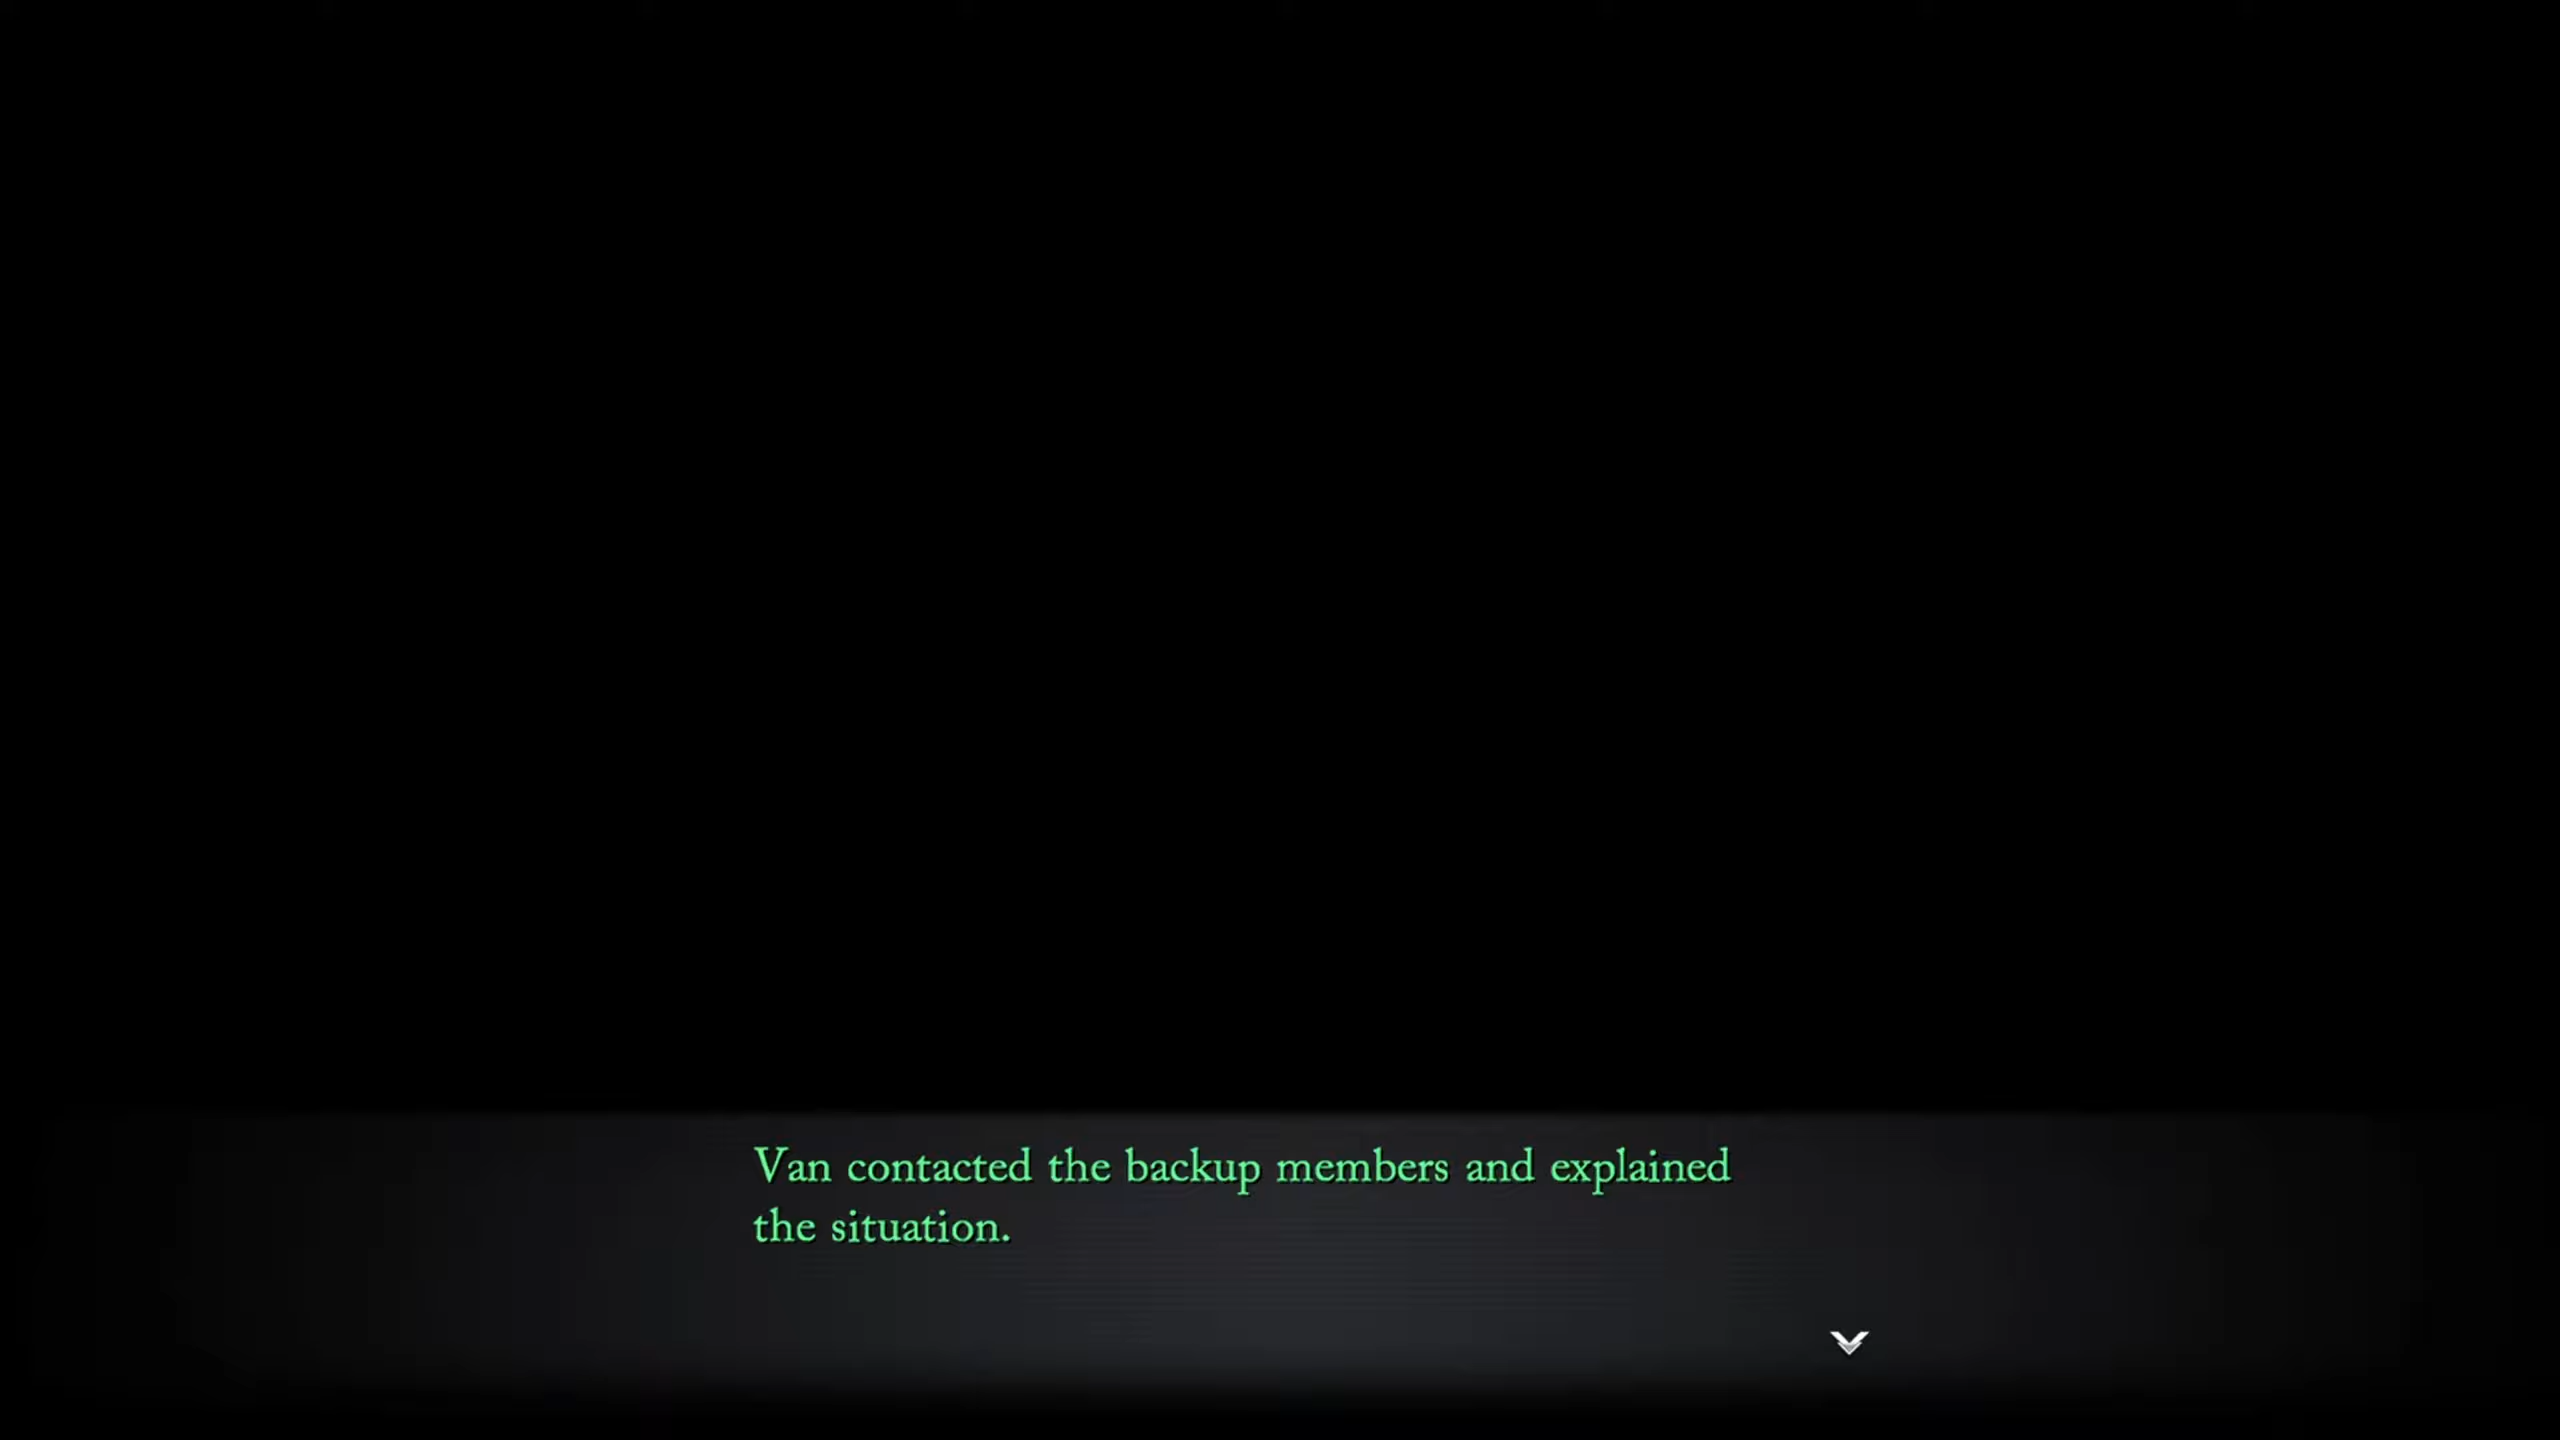 Van contacted the backup members and explained
the situation.